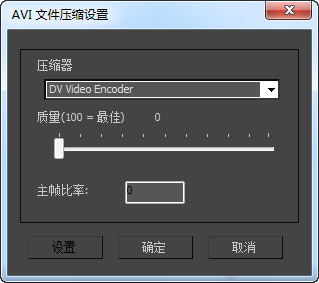 AVI 文件压缩设置
压缩器
DV Video Encoder
质量(100 = 最佳) 0
主帧比率: 0
设置 确定 取消